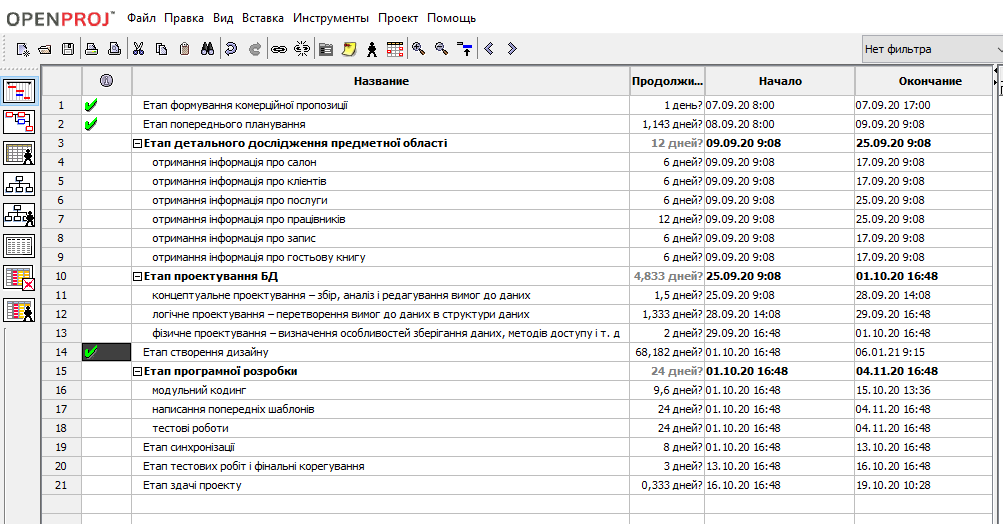 OPENPROJ™ Файл Правка Вид Вставка Инструменты Проект Помощь
Нет фильтра
Название Продолжи... Начало Окончание
1 Етап формування комерційної пропозиції 1 день? 07.09.20 8:00 07.09.20 17:00
2 Етап попереднього планування 1,143 дней? 08.09.20 8:00 09.09.20 9:08
3 Етап детального дослідження предметної області 12 дней? 09.09.20 9:08 25.09.20 9:08
4 отримання інформація про салон 6 дней? 09.09.20 9:08 17.09.20 9:08
5 отримання інформація про клієнтів 6 дней? 09.09.20 9:08 17.09.20 9:08
6 отримання інформація про послуги 6 дней? 09.09.20 9:08 25.09.20 9:08
7 отримання інформація про працівників 12 дней? 09.09.20 9:08 25.09.20 9:08
8 отримання інформація про запис 6 дней? 09.09.20 9:08 17.09.20 9:08
9 отримання інформація про гостьову книгу 6 дней? 09.09.20 9:08 17.09.20 9:08
10 Етап проектування БД 4,833 дней? 25.09.20 9:08 01.10.20 16:48
11 концептуальне проектування – збір, аналіз і редагування вимог до даних 1,5 дней? 25.09.20 9:08 28.09.20 14:08
12 логічне проектування – перетворення вимог до даних в структури даних 1,333 дней? 28.09.20 14:08 29.09.20 16:48
13 фізичне проектування – визначення особливостей зберігання даних, методів доступу і т. д 2 дней? 29.09.20 16:48 01.10.20 16:48
14 Етап створення дизайну 68,182 дней? 01.10.20 16:48 06.01.21 9:15
15 Етап програмної розробки 24 дней? 01.10.20 16:48 04.11.20 16:48
16 модульний кодинг 9,6 дней? 01.10.20 16:48 15.10.20 13:36
17 написання попередніх шаблонів 24 дней? 01.10.20 16:48 04.11.20 16:48
18 тестові роботи 24 дней? 01.10.20 16:48 04.11.20 16:48
19 Етап синхронізації 8 дней? 01.10.20 16:48 13.10.20 16:48
20 Етап тестових робіт і фінальні корегування 3 дней? 13.10.20 16:48 16.10.20 16:48
21 Етап здачі проекту 0,333 дней? 16.10.20 16:48 19.10.20 10:28